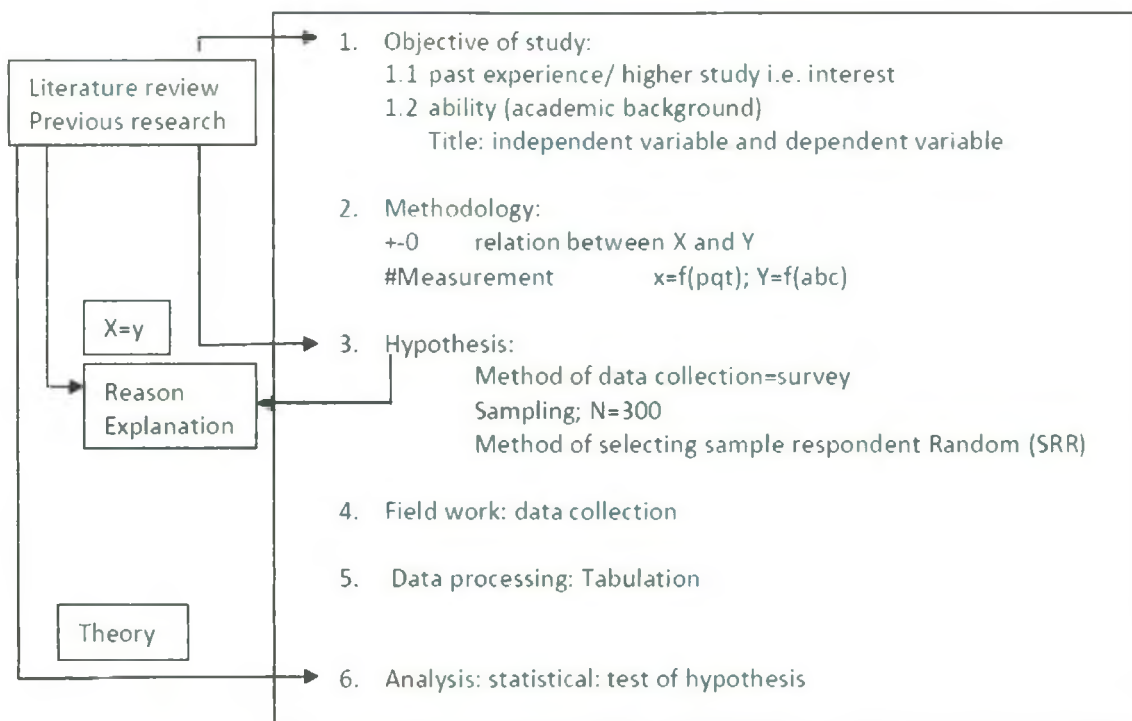 Literature review
Previous research
1. Objective of study:
1.1 past experience/ higher study i.e. interest
1.2 ability (academic background)
Title: independent variable and dependent variable
2. Methodology:
+-0 relation between X and Y
#Measurement x=f(pqt); Y=f(abc)
X=y
3. Hypothesis:
Reason
Explanation
Method of data collection=survey
Sampling; N=300
Method of selecting sample respondent Random (SRR)
4. Field work: data collection
5. Data processing: Tabulation
Theory
6. Analysis: statistical: test of hypothesis